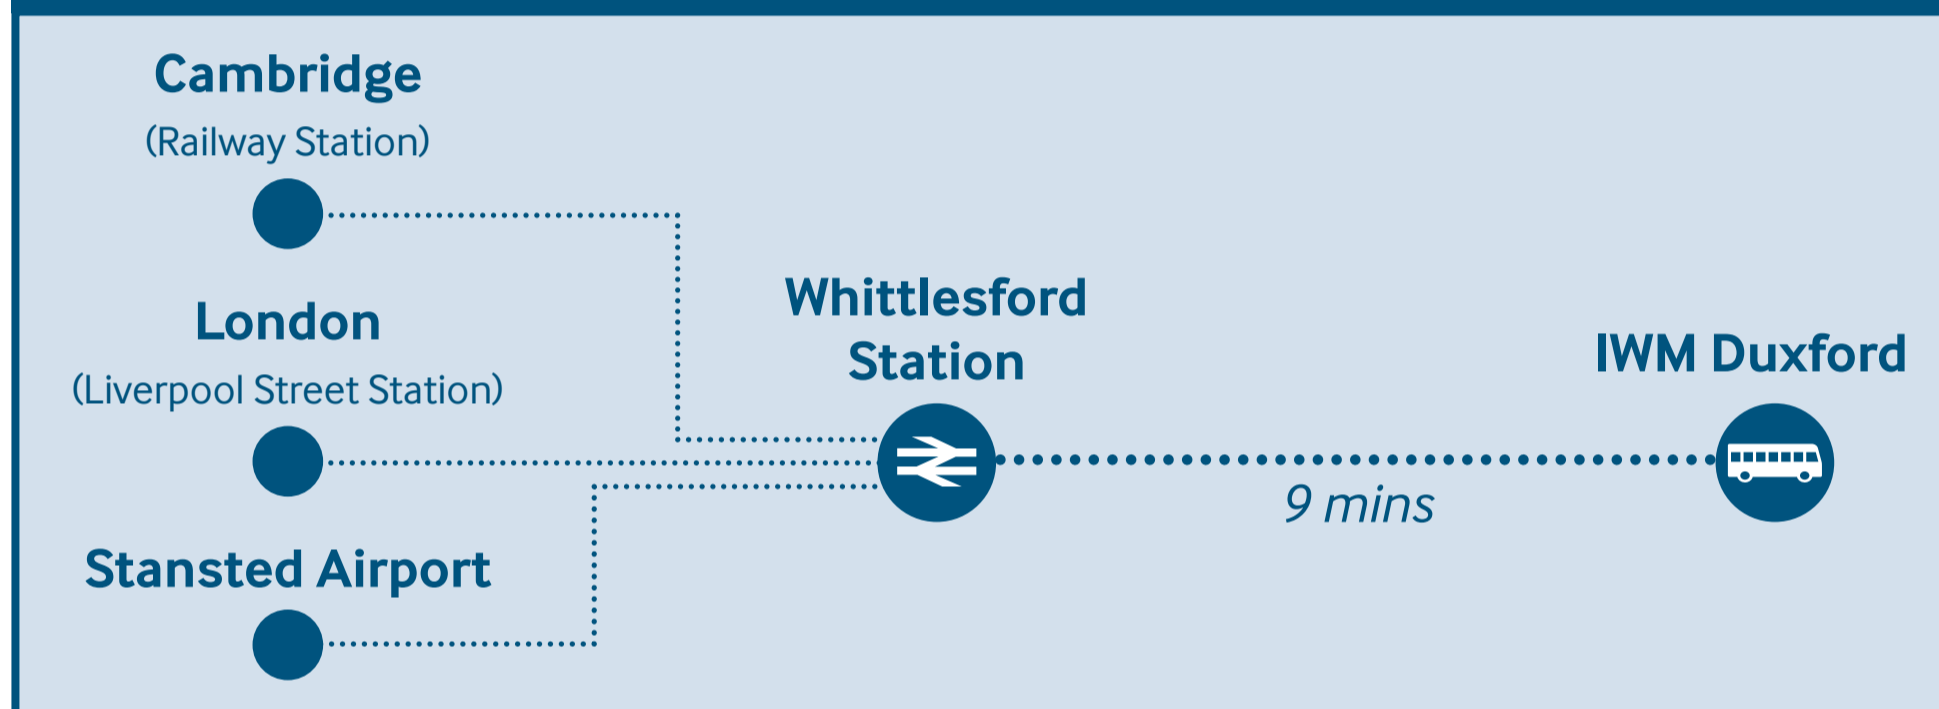 Cambridge
(Railway Station)
London
(Liverpool Street Station)
Stansted Airport
Whittlesford
Station
9 mins
IWM Duxford